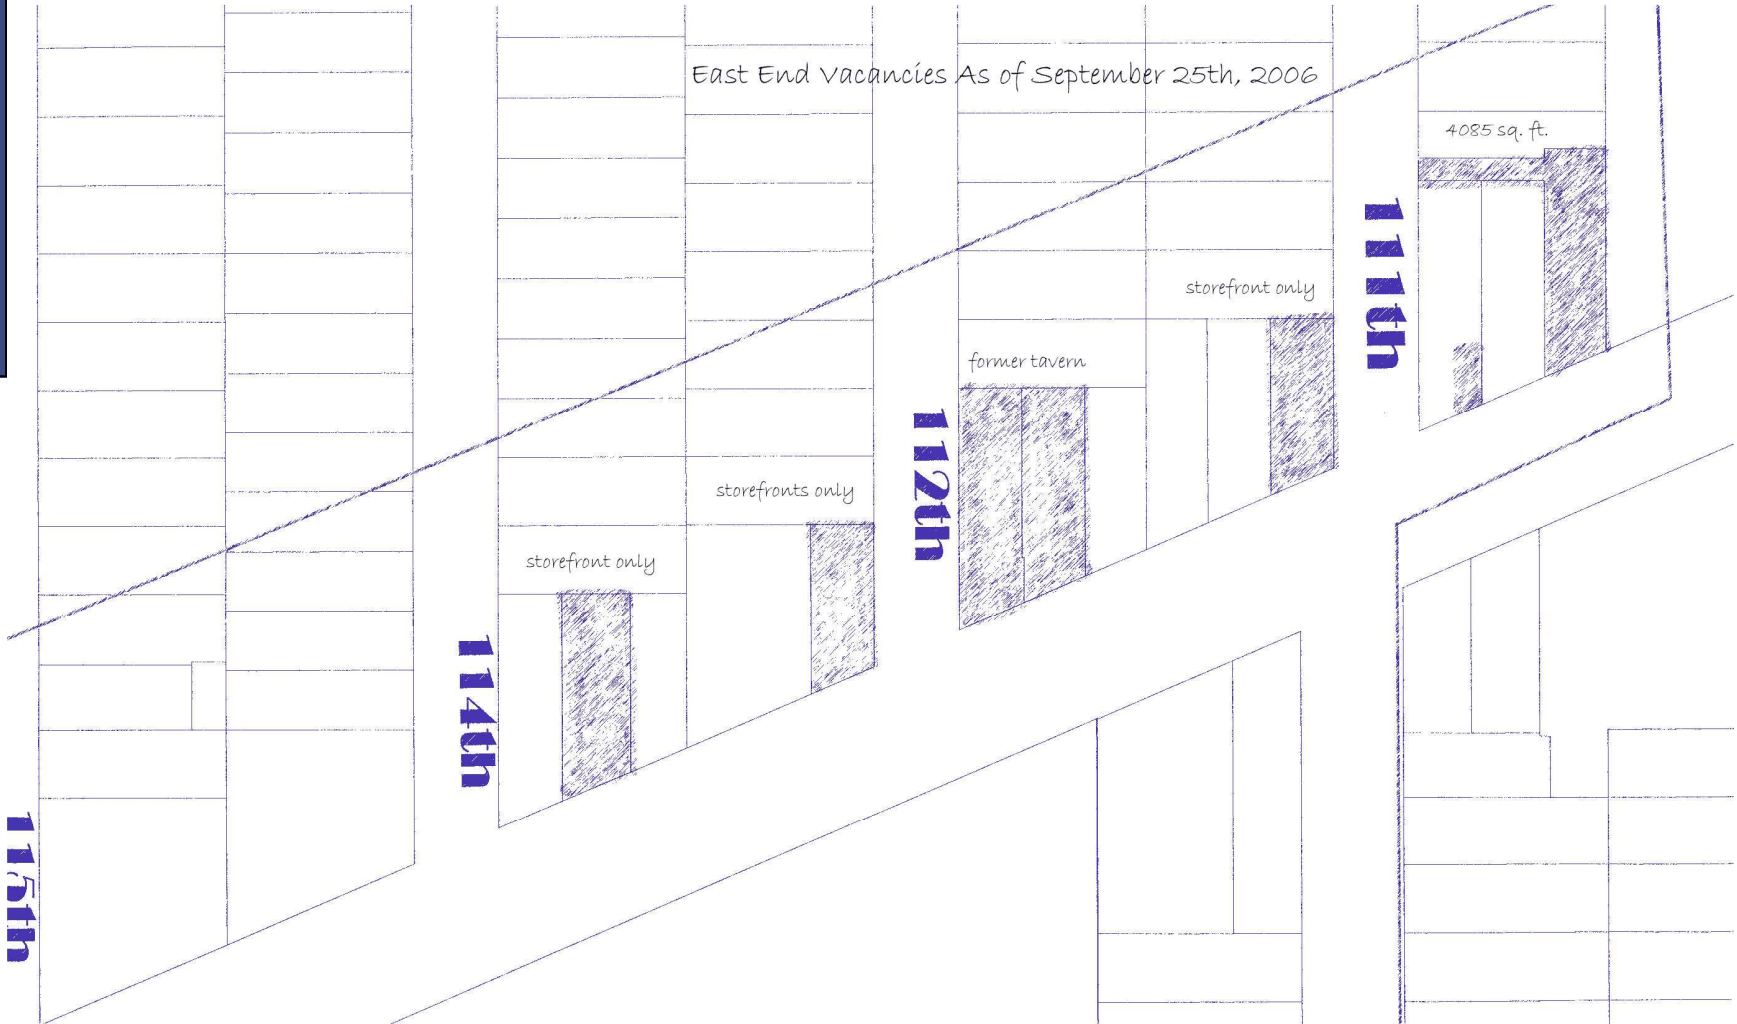 East End Vacancies As of September 25th, 2006
4085 sq. ft.
111th
storefront only
former tavern
112th
storefronts only
storefront only
114th
115th